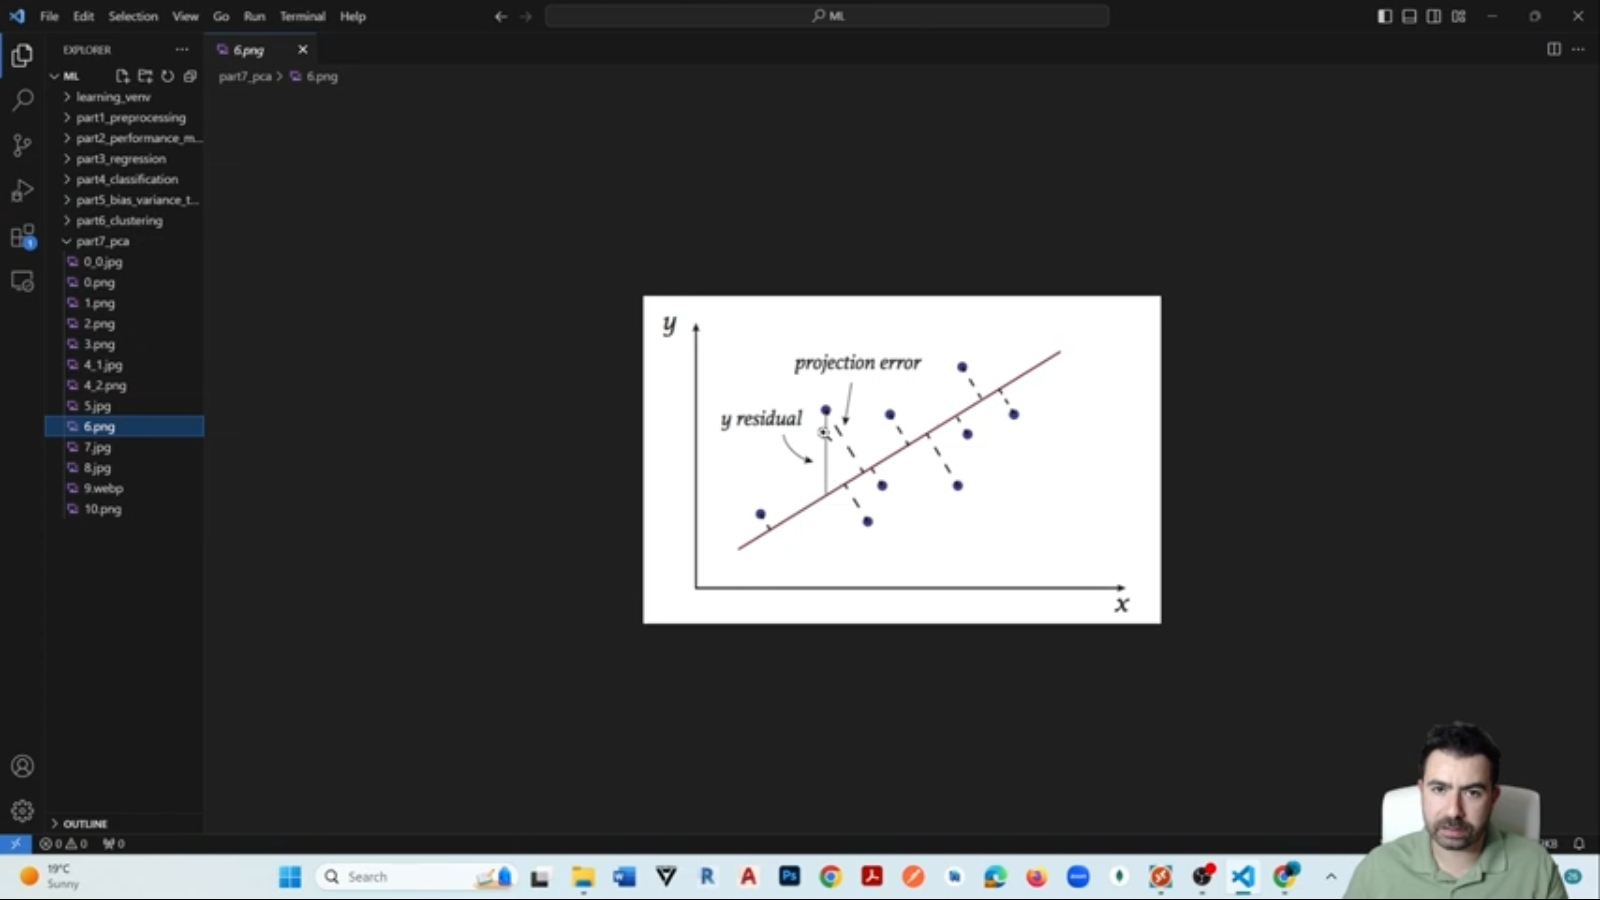 File Edit Selection View Go Run Terminal Help
ML
EXPLORER
6.png
ML
part7_pca > 6.png
learning_venv
part1_preprocessing
part2_performance_m...
part3_regression
part4_classification
part5_bias_variance_t...
part6_clustering
part7_pca
0_0.jpg
0.png
1.png
2.png
3.png
4_1.jpg
4_2.png
5.jpg
6.png
7.jpg
8.jpg
9.webp
10.png
y
projection error
y residual
x
OUTLINE
0 0 0
19°C
Sunny
Search